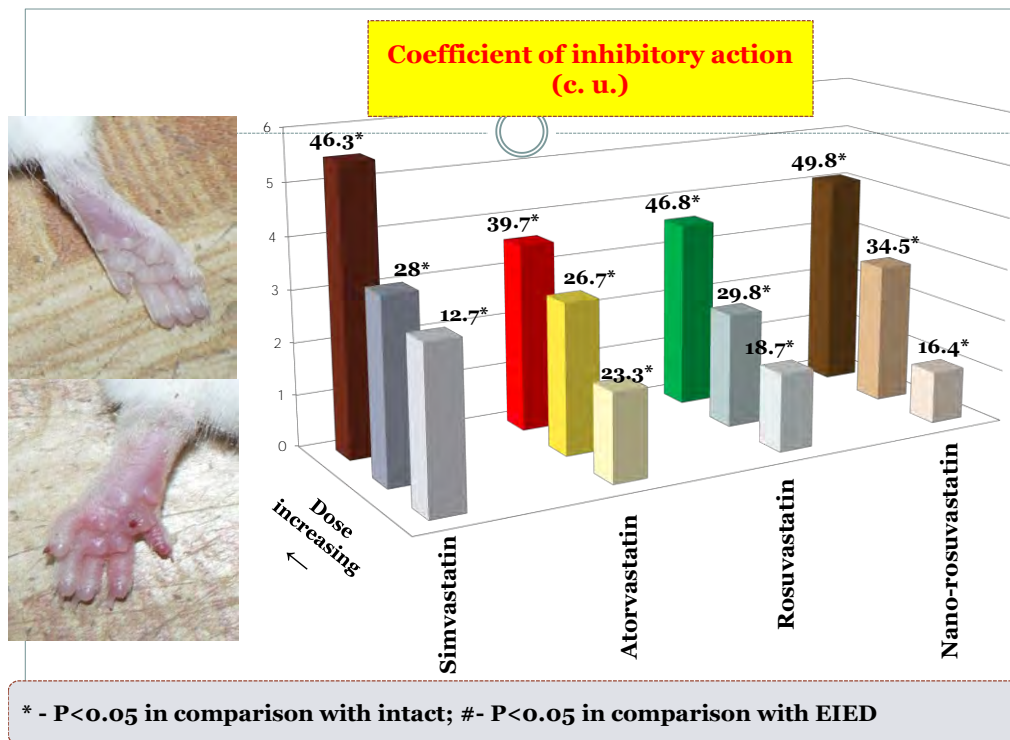 Coefficient of inhibitory action
(c. u.)
6
5
4
3
2
1
0
46.3*
28*
12.7*
39.7*
26.7*
23.3*
46.8*
29.8*
18.7*
49.8*
34.5*
16.4*
Dose
increasing
←
Simvastatin
Atorvastatin
Rosuvastatin
Nano-rosuvastatin
* - P<0.05 in comparison with intact; #- P<0.05 in comparison with EIED